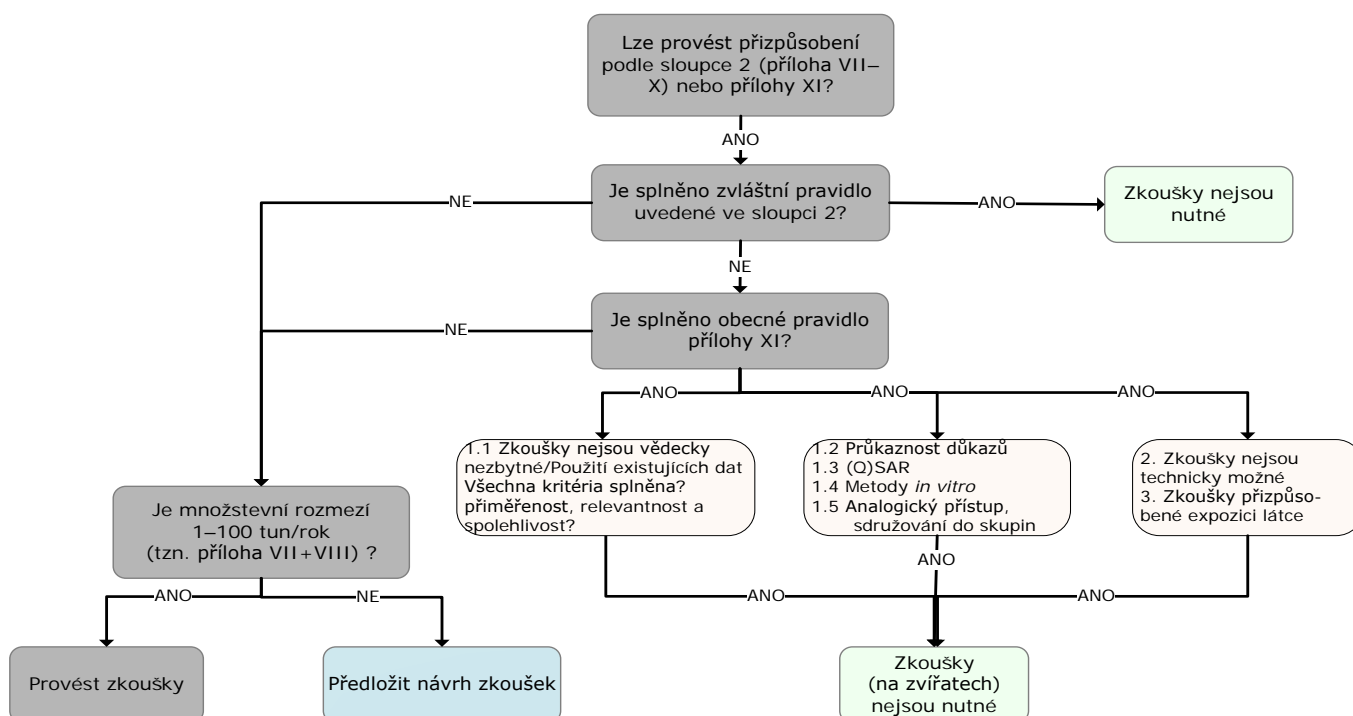 Lze provést přizpůsobení
podle sloupce 2 (příloha VII–
X) nebo přílohy XI?
ANO
Je splněno zvláštní pravidlo
uvedené ve sloupci 2?
NE
ANO
Zkoušky nejsou
nutné
NE
Je splněno obecné pravidlo
přílohy XI?
NE
ANO
ANO
ANO
1.1 Zkoušky nejsou vědecky
nezbytné/Použití existujících dat
Všechna kritéria splněna?
přiměřenost, relevantnost a
spolehlivost?
1.2 Průkaznost důkazů
1.3 (Q)SAR
1.4 Metody in vitro
1.5 Analogický přístup,
sdružování do skupin
2. Zkoušky nejsou
technicky možné
3. Zkoušky přizpůso-
bené expozici látce
Je množstevní rozmezí
1–100 tun/rok
(tzn. příloha VII+VIII) ?
ANO
NE
ANO
ANO
ANO
Provést zkoušky
Předložit návrh zkoušek
Zkoušky
(na zvířatech)
nejsou nutné